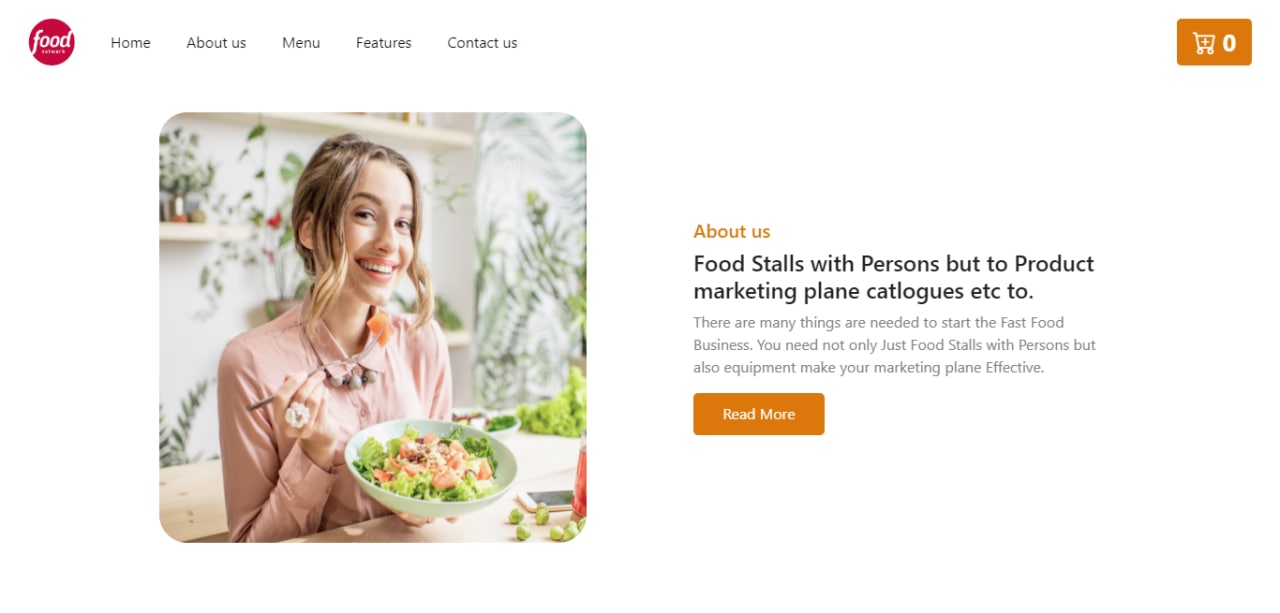 food
network
Home
About us
Menu
Features
Contact us
0
About us
Food Stalls with Persons but to Product
marketing plane catlogues etc to.
There are many things are needed to start the Fast Food
Business. You need not only Just Food Stalls with Persons but
also equipment make your marketing plane Effective.
Read More